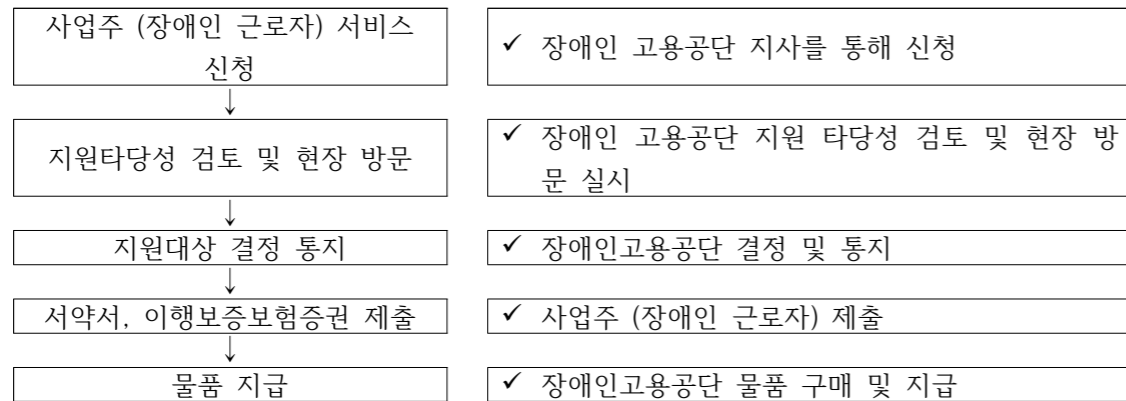 사업주 (장애인 근로자) 서비스
신청
✓ 장애인 고용공단 지사를 통해 신청
↓
지원타당성 검토 및 현장 방문
✓ 장애인 고용공단 지원 타당성 검토 및 현장 방
문 실시
↓
지원대상 결정 통지
✓ 장애인고용공단 결정 및 통지
↓
서약서, 이행보증보험증권 제출
✓ 사업주 (장애인 근로자) 제출
↓
물품 지급
✓ 장애인고용공단 물품 구매 및 지급